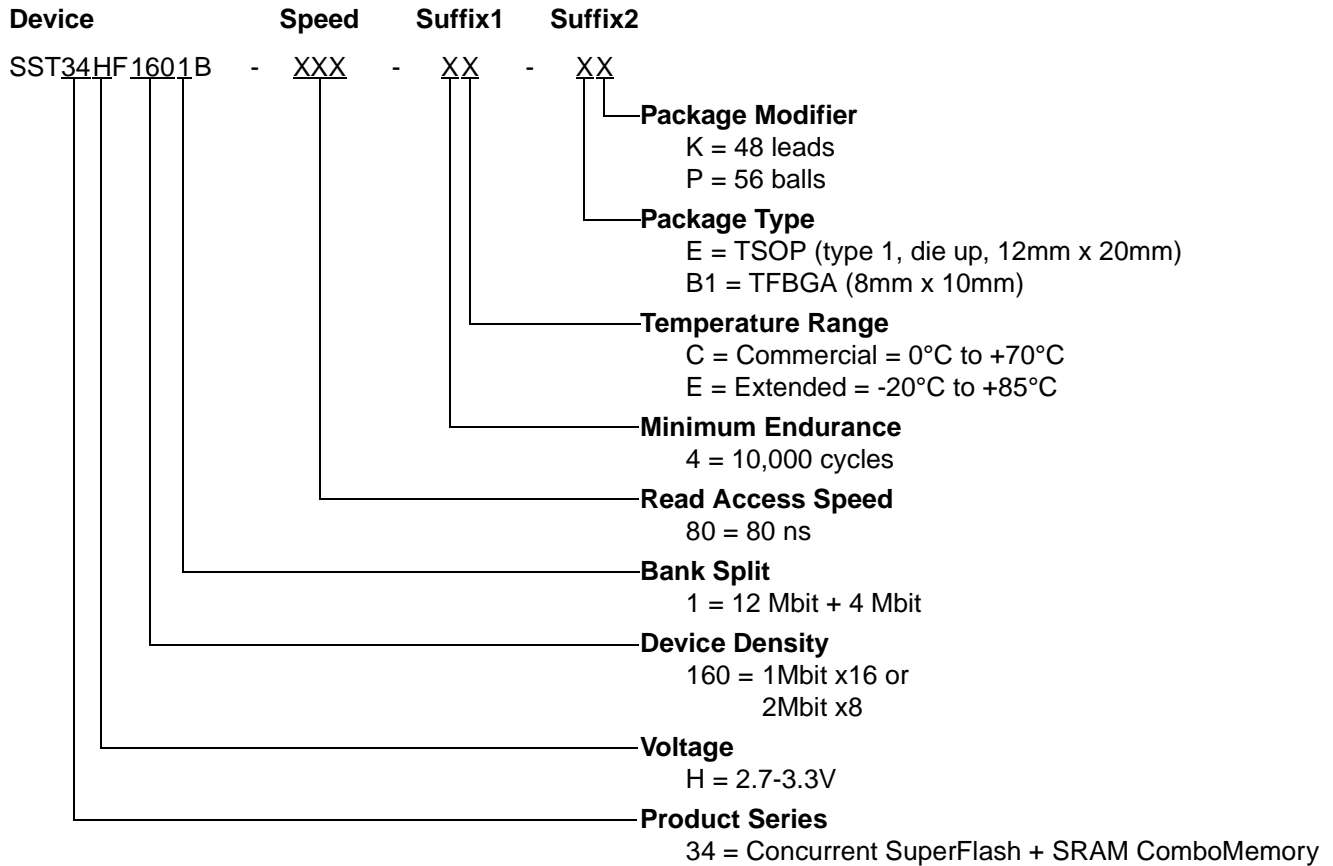 Device Speed Suffix1 Suffix2
SST34HF1601B - XXX - XX - XX
Package Modifier
K = 48 leads
P = 56 balls
Package Type
E = TSOP (type 1, die up, 12mm x 20mm)
B1 = TFBGA (8mm x 10mm)
Temperature Range
C = Commercial = 0°C to +70°C
E = Extended = -20°C to +85°C
Minimum Endurance
4 = 10,000 cycles
Read Access Speed
80 = 80 ns
Bank Split
1 = 12 Mbit + 4 Mbit
Device Density
160 = 1Mbit x16 or
2Mbit x8
Voltage
H = 2.7-3.3V
Product Series
34 = Concurrent SuperFlash + SRAM ComboMemory